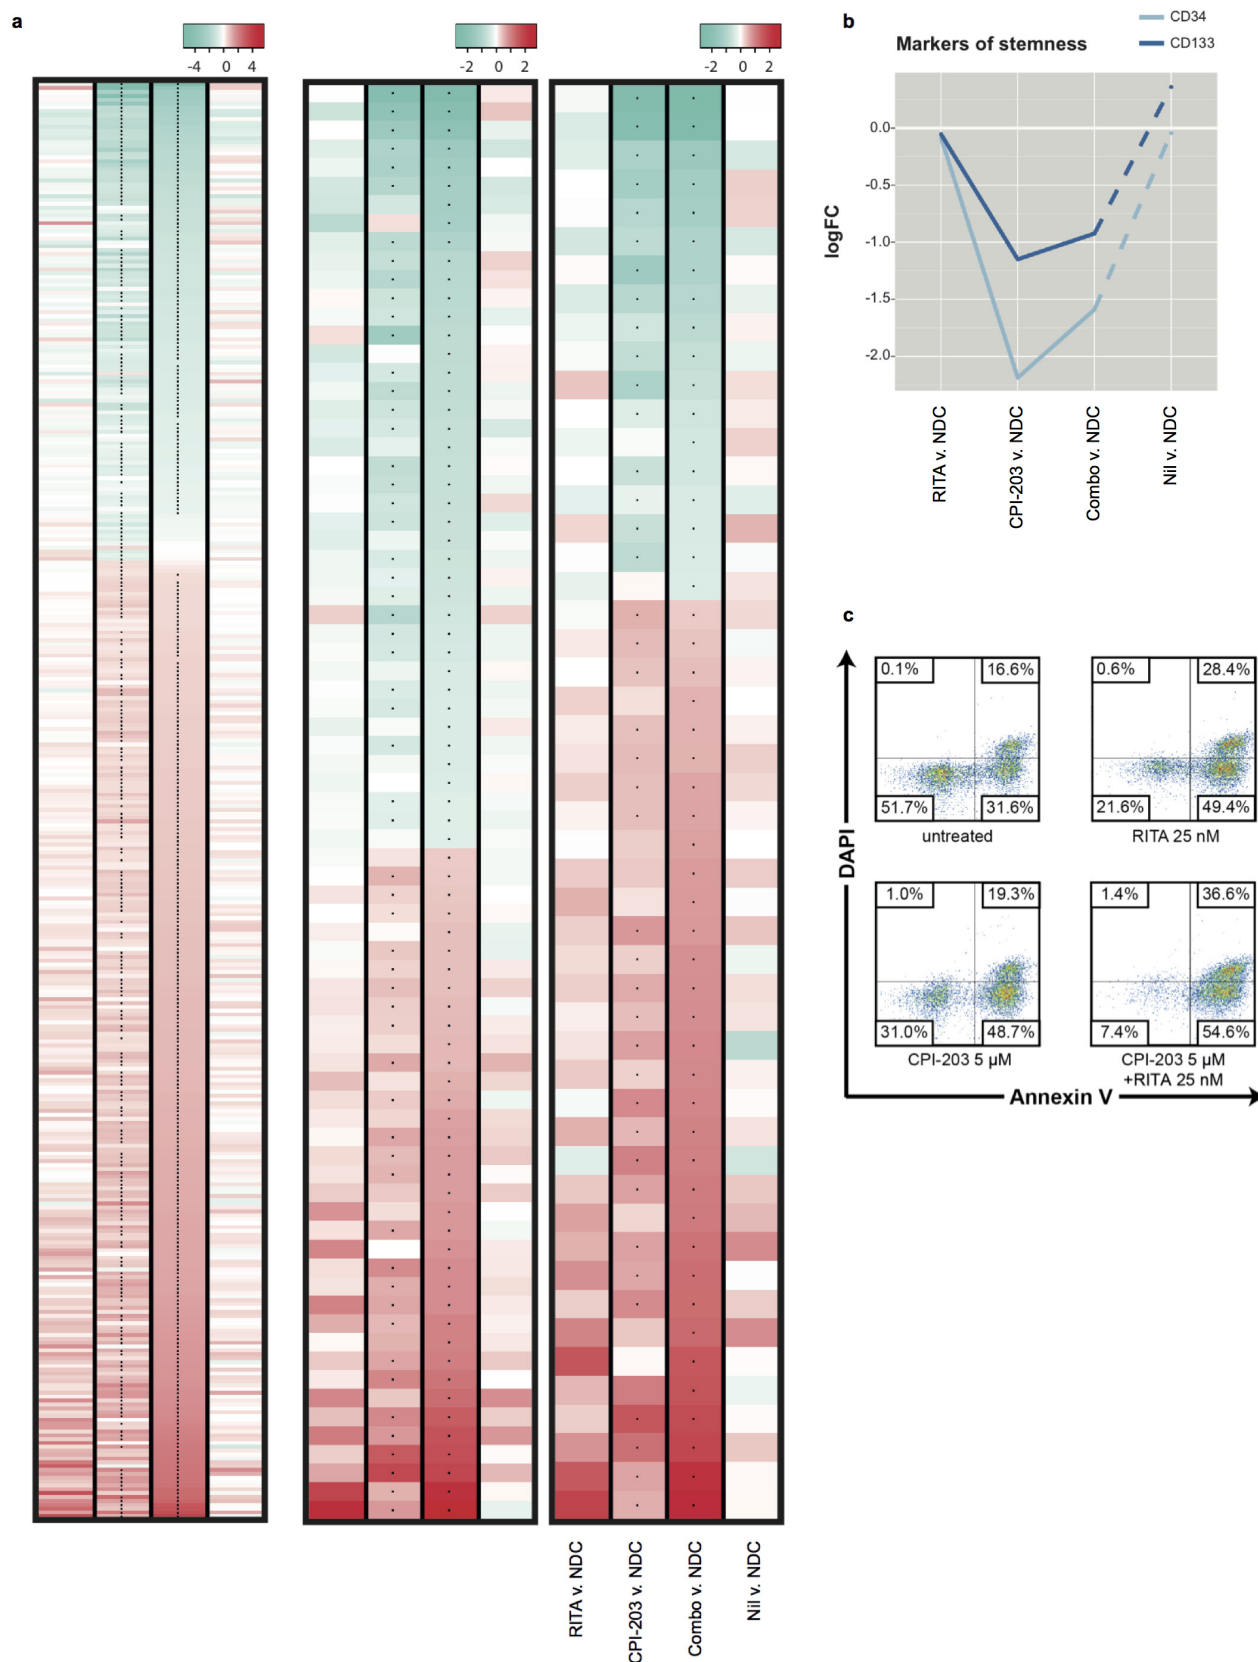 a
-4 0 4
-2 0 2
-2 0 2
RITA v. NDC
CPI-203 v. NDC
Combo v. NDC
Nil v. NDC
b
CD34
CD133
Markers of stemness
logFC
0.0
-0.5
-1.0
-1.5
-2.0
RITA v. NDC
CPI-203 v. NDC
Combo v. NDC
Nil v. NDC
c
DAPI
0.1% 16.6%
51.7% 31.6%
untreated
0.6% 28.4%
21.6% 49.4%
RITA 25 nM
1.0% 19.3%
31.0% 48.7%
CPI-203 5 µM
1.4% 36.6%
7.4% 54.6%
CPI-203 5 µM
+RITA 25 nM
Annexin V